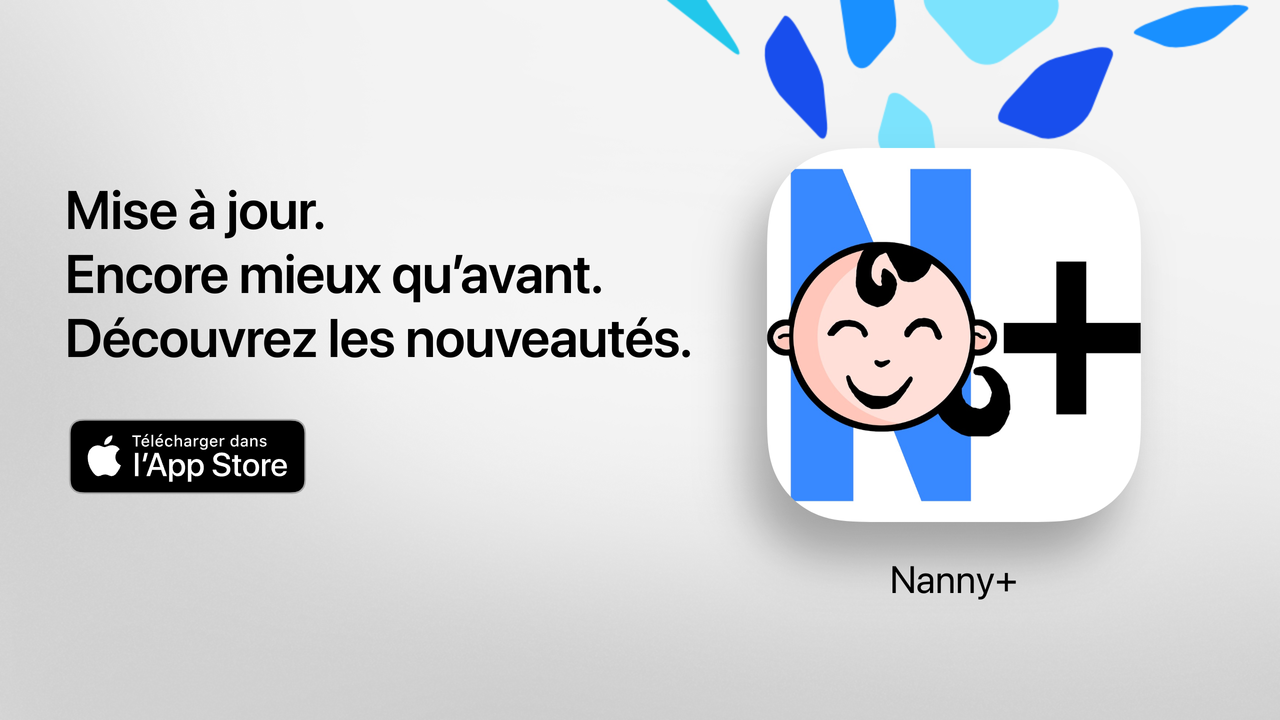 Mise à jour.
Encore mieux qu’avant.
Découvrez les nouveautés.
Télécharger dans
l’App Store
N+
Nanny+